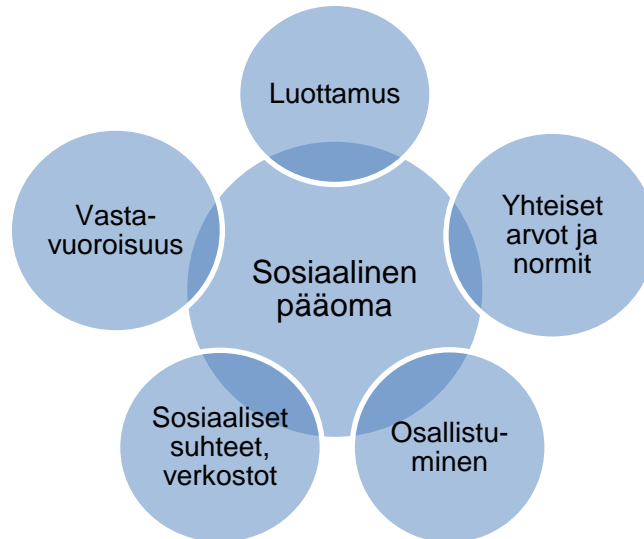 Luottamus
Vasta-
vuoroisuus
Yhteiset
arvot ja
normit
Sosiaalinen
pääoma
Sosiaaliset
suhteet,
verkostot
Osallistu-
minen